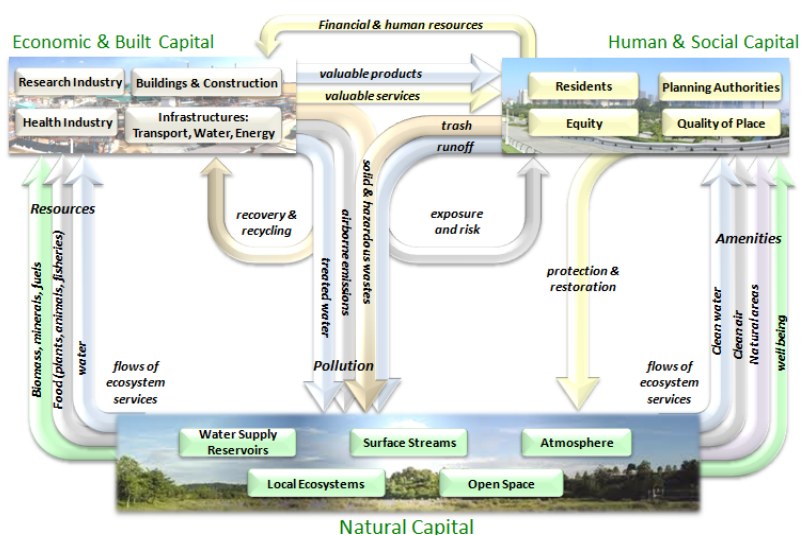 Financial & human resources
Economic & Built Capital
Human & Social Capital
Research Industry
Buildings & Construction
Health Industry
Infrastructures:
Transport, Water, Energy
valuable products
valuable services
Residents
Planning Authorities
Equity
Quality of Place
trash
runoff
Resources
Biomass, minerals, fuels
Food (plants, animals, fisheries)
water
recovery &
recycling
treated water
airborne emissions
solid & hazardous wastes
exposure
and risk
protection &
restoration
Amenities
Clean water
Clean air
Natural areas
well being
Pollution
flows of
ecosystem
services
flows of
ecosystem
services
Water Supply
Reservoirs
Surface Streams
Atmosphere
Local Ecosystems
Open Space
Natural Capital